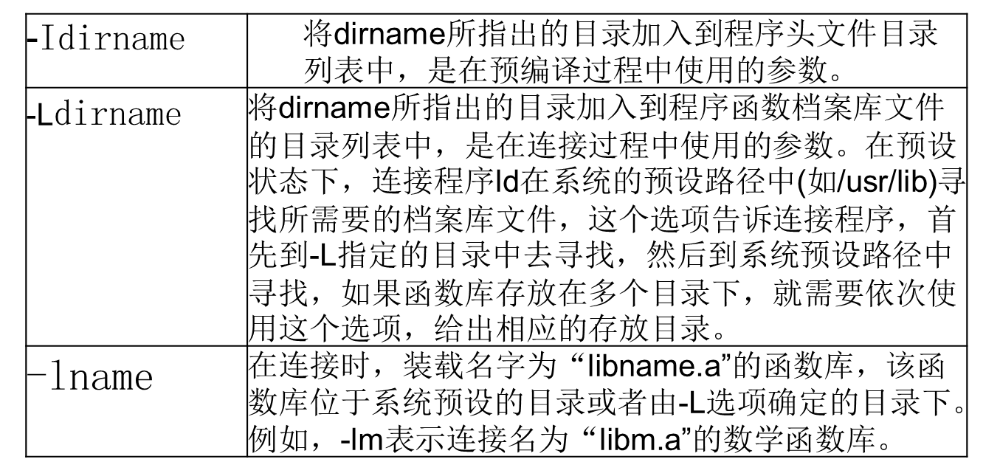 -Idirname
将dirname所指出的目录加入到程序头文件目录
列表中，是在预编译过程中使用的参数。
-Ldirname
将dirname所指出的目录加入到程序函数档案库文件
的目录列表中，是在连接过程中使用的参数。在预设
状态下，连接程序ld在系统的预设路径中(如/usr/lib)寻
找所需要的档案库文件，这个选项告诉连接程序，首
先到-L指定的目录中去寻找，然后到系统预设路径中
寻找，如果函数库存放在多个目录下，就需要依次使
用这个选项，给出相应的存放目录。
–lname
在连接时，装载名字为“libname.a”的函数库，该函
数库位于系统预设的目录或者由-L选项确定的目录下。
例如，-lm表示连接名为“libm.a”的数学函数库。